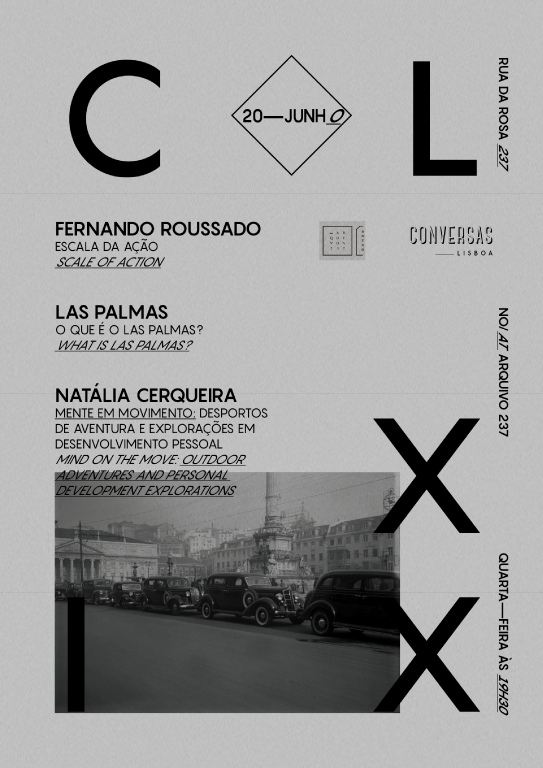 C L
20—JUNHO
RUA DA ROSA 237
FERNANDO ROUSSADO
ESCALA DA AÇÃO
SCALE OF ACTION
CONVERSAS
LISBOA
LAS PALMAS
O QUE É O LAS PALMAS?
WHAT IS LAS PALMAS?
NO/ AT ARQUIVO 237
NATÁLIA CERQUEIRA
MENTE EM MOVIMENTO: DESPORTOS
DE AVENTURA E EXPLORAÇÕES EM
DESENVOLVIMENTO PESSOAL
MIND ON THE MOVE: OUTDOOR
ADVENTURES AND PERSONAL
DEVELOPMENT EXPLORATIONS
X
QUARTA—FEIRA ÀS 19H30
I X